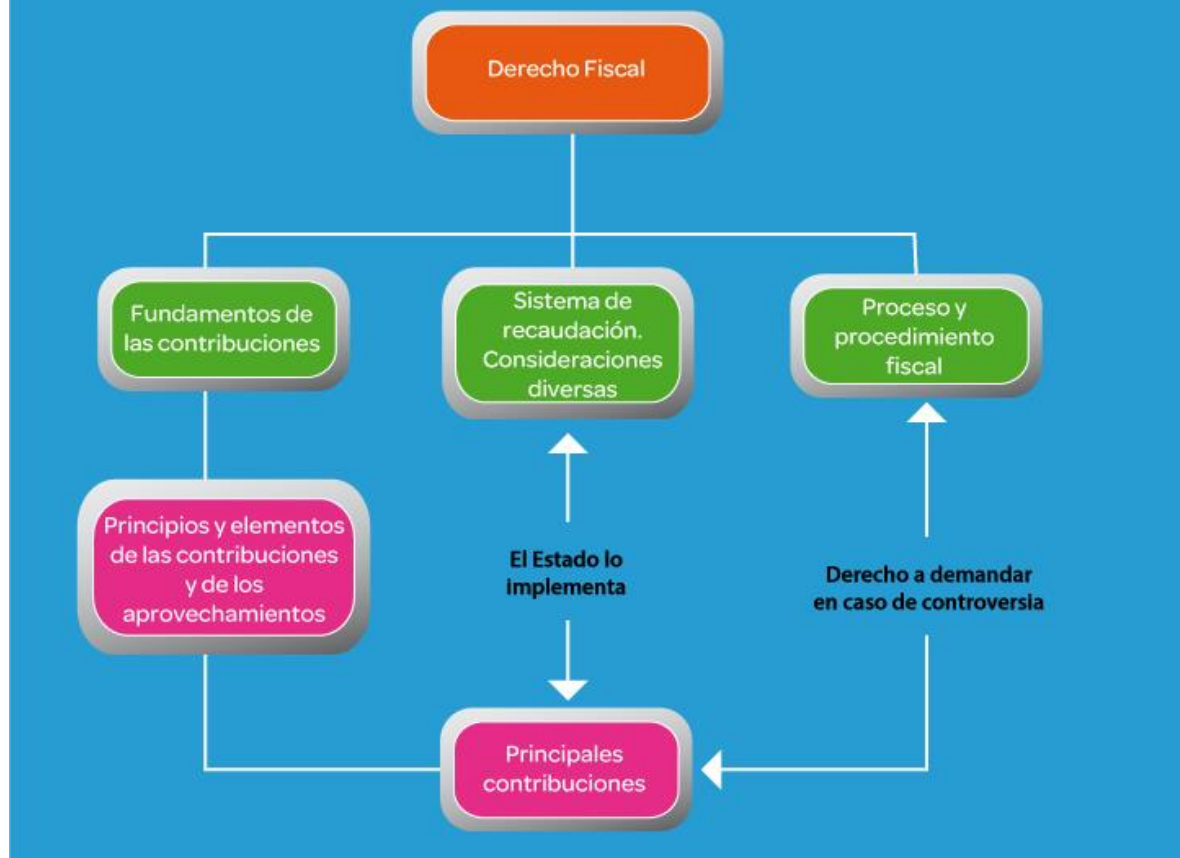 Derecho Fiscal
Fundamentos de
las contribuciones
Sistema de
recaudación.
Consideraciones
diversas
Proceso y
procedimiento
fiscal
Principios y elementos
de las contribuciones
y de los
aprovechamientos
El Estado lo
implementa
Derecho a demandar
en caso de controversia
Principales
contribuciones